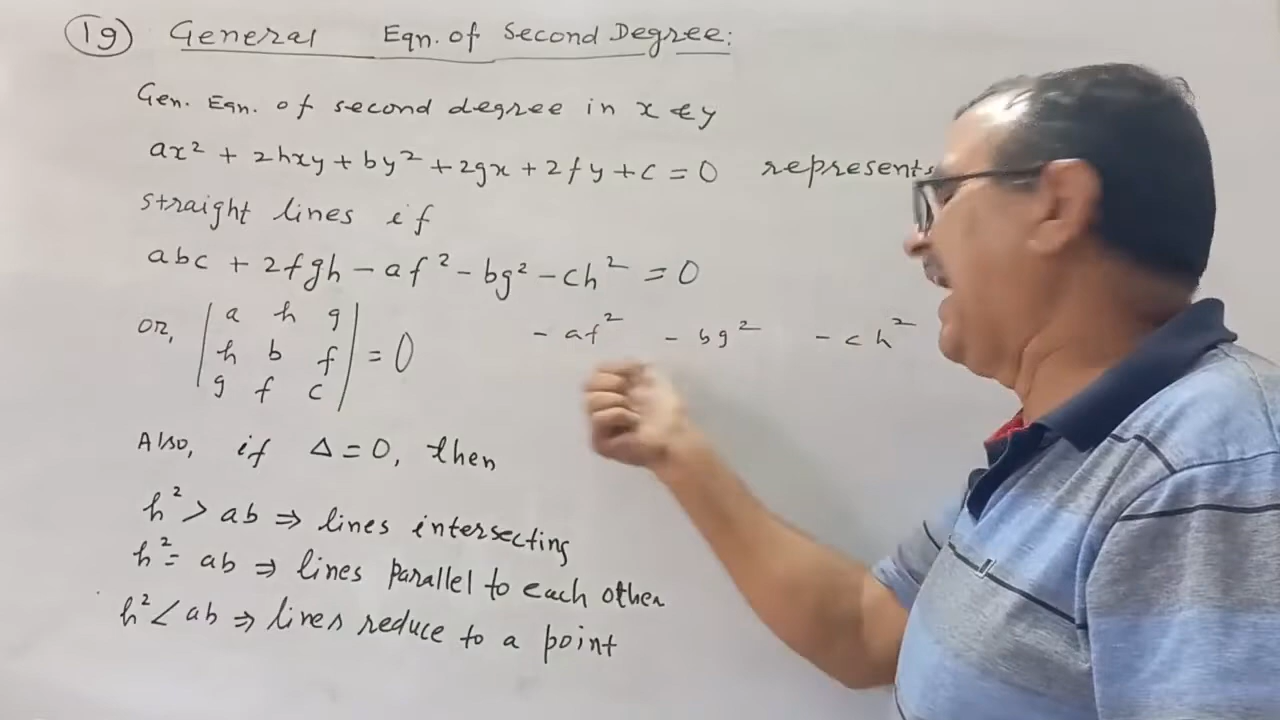 19 General Eqn. of Second Degree:
Gen. Eqn. of second degree in x & y
ax² + 2hxy + by² + 2gx + 2fy + c = 0 represents
straight lines if
abc + 2fgh - af² - bg² - ch² = 0
or, | a h g |
| h b f | = 0
| g f c |
- af² - bg² - ch²
Also, if Δ = 0, then
h² > ab ⇒ lines intersecting
h² = ab ⇒ lines parallel to each other
h² < ab ⇒ lines reduce to a point